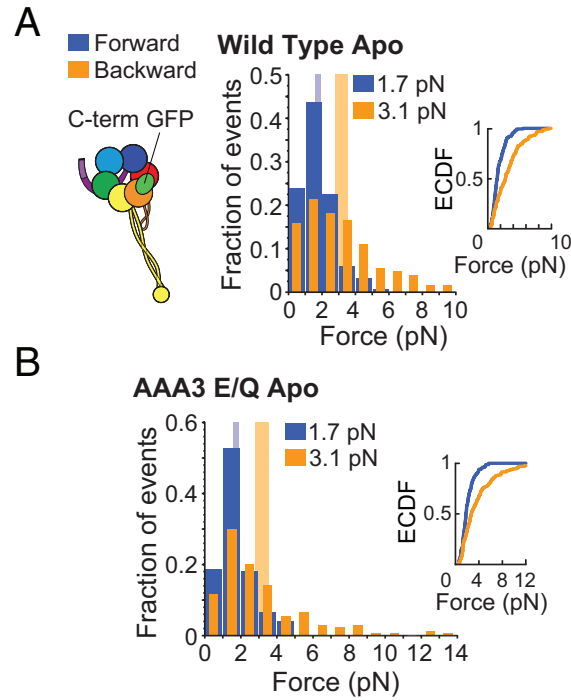 A
Forward
Backward
C-term GFP
Wild Type Apo
1.7 pN
3.1 pN
Fraction of events
0.5
0.4
0.3
0.2
0.1
0
0 2 4 6 8 10
Force (pN)
ECDF
1
0.5
0 10
Force (pN)
B
AAA3 E/Q Apo
1.7 pN
3.1 pN
Fraction of events
0.6
0.4
0.2
0
0 2 4 6 8 10 12 14
Force (pN)
ECDF
1
0.5
0 4 8 12
Force (pN)